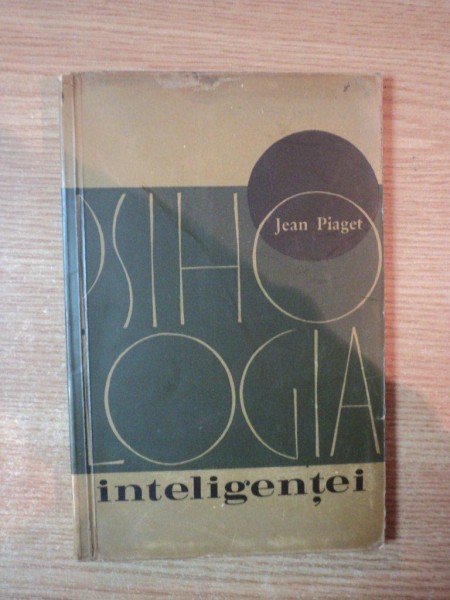 Jean Piaget
PSIHO
LOGIA
inteligenței